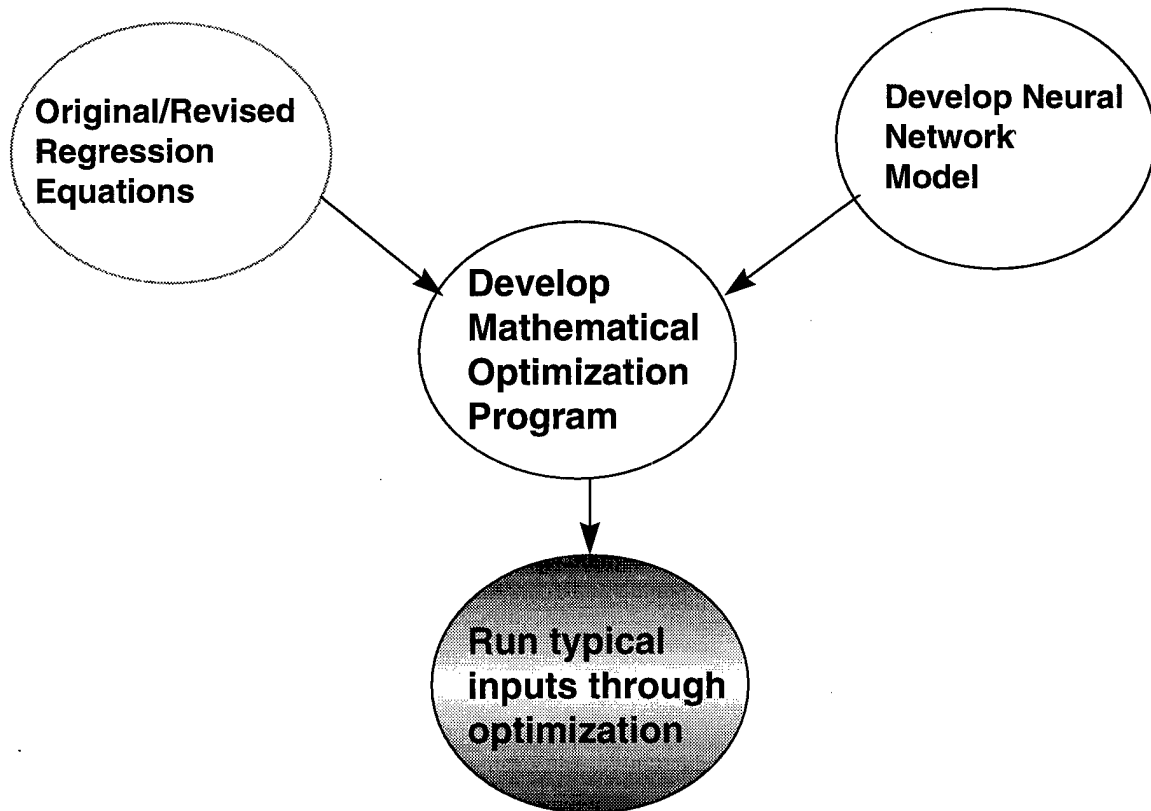 Original/Revised
Regression
Equations
Develop Neural
Network
Model
Develop
Mathematical
Optimization
Program
Run typical
inputs through
optimization